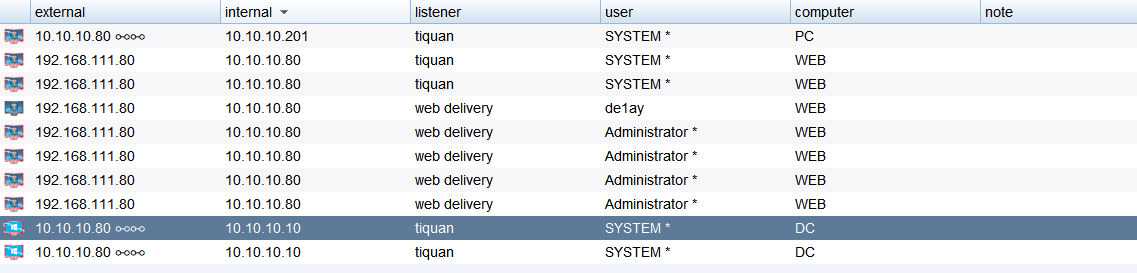 external internal listener user computer note
10.10.10.80 10.10.10.201 tiquan SYSTEM * PC
192.168.111.80 10.10.10.80 tiquan SYSTEM * WEB
192.168.111.80 10.10.10.80 tiquan SYSTEM * WEB
192.168.111.80 10.10.10.80 web delivery de1ay WEB
192.168.111.80 10.10.10.80 web delivery Administrator * WEB
192.168.111.80 10.10.10.80 web delivery Administrator * WEB
192.168.111.80 10.10.10.80 web delivery Administrator * WEB
192.168.111.80 10.10.10.80 web delivery Administrator * WEB
10.10.10.80 10.10.10.10 tiquan SYSTEM * DC
10.10.10.80 10.10.10.10 tiquan SYSTEM * DC